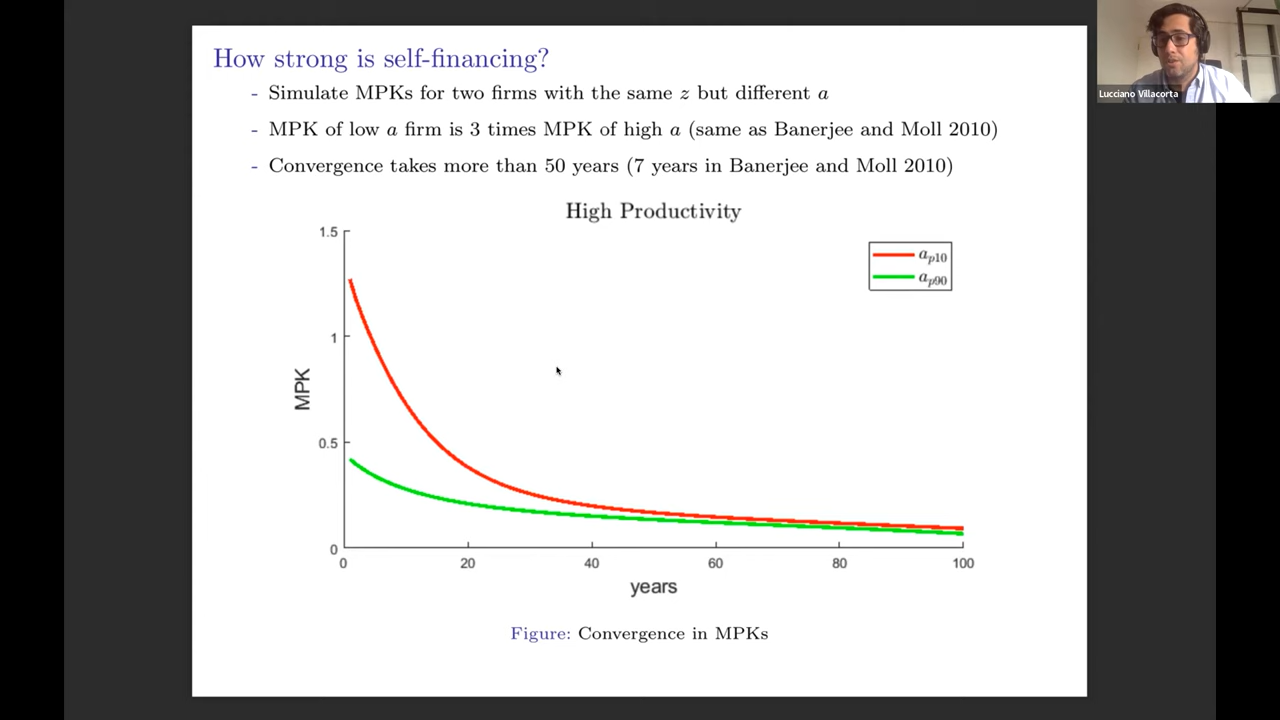 How strong is self-financing?
- Simulate MPKs for two firms with the same z but different a
- MPK of low a firm is 3 times MPK of high a (same as Banerjee and Moll 2010)
- Convergence takes more than 50 years (7 years in Banerjee and Moll 2010)
High Productivity
a_p10
a_p90
MPK
1.5
1
0.5
0
0 20 40 60 80 100
years
Figure: Convergence in MPKs
Lucciano Villacorta